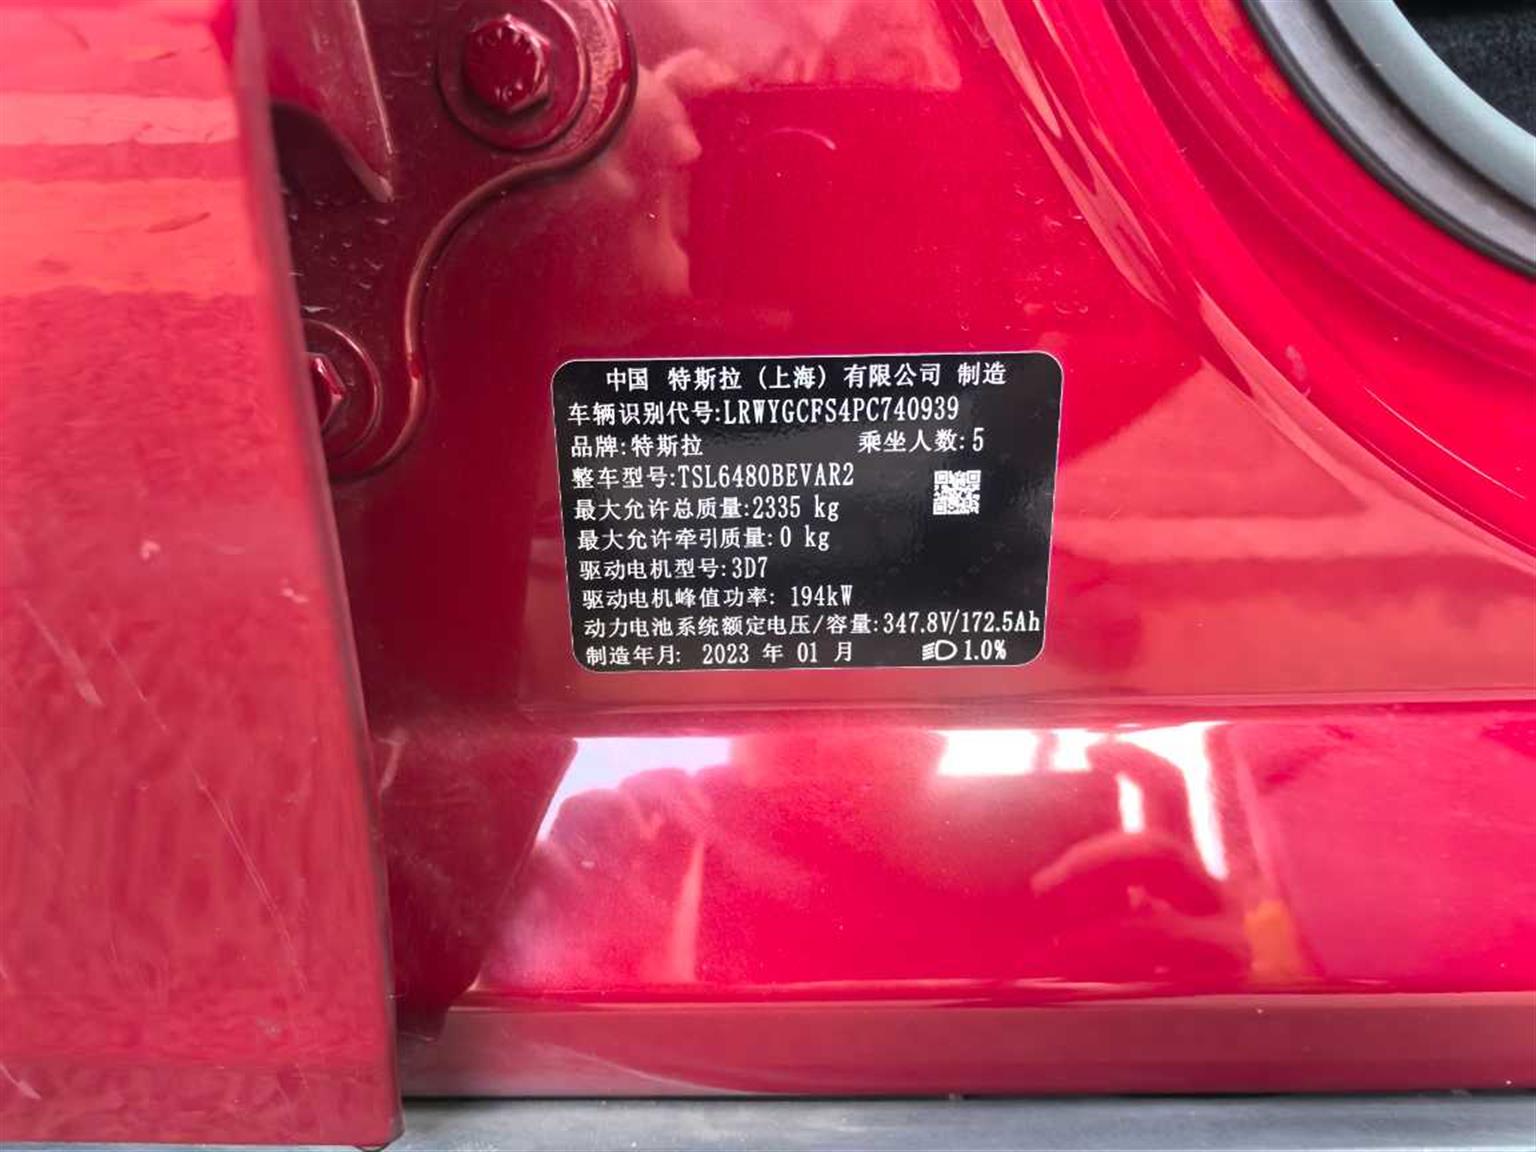 中国 特斯拉 (上海) 有限公司 制造
车辆识别代号:LRWYGCFS4PC740939
品牌:特斯拉 乘坐人数:5
整车型号:TSL6480BEVAR2
最大允许总质量:2335 kg
最大允许牵引质量:0 kg
驱动电机型号:3D7
驱动电机峰值功率: 194kW
动力电池系统额定电压/容量:347.8V/172.5Ah
制造年月: 2023 年 01 月 1.0%